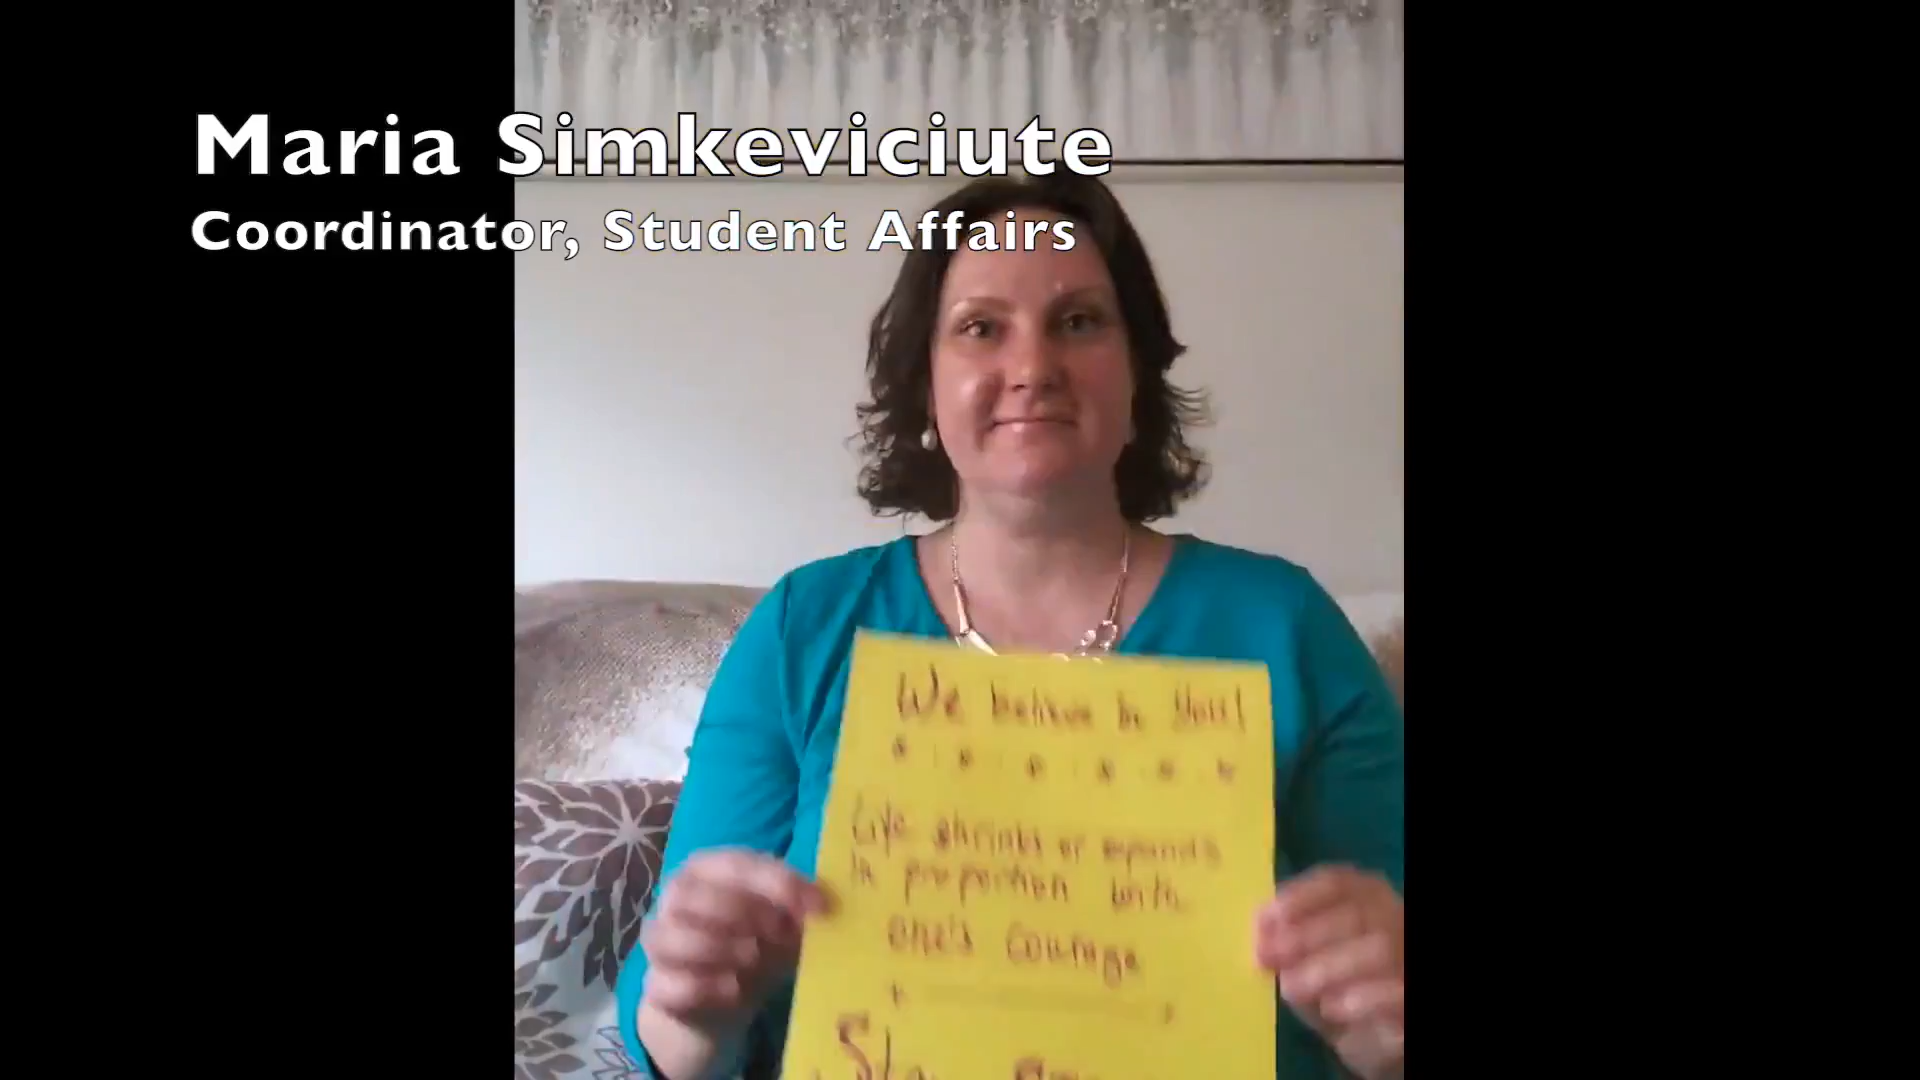 Maria Simkeviciute
Coordinator, Student Affairs
We believe in You!
Life shrinks or expands
in proportion with
one's courage